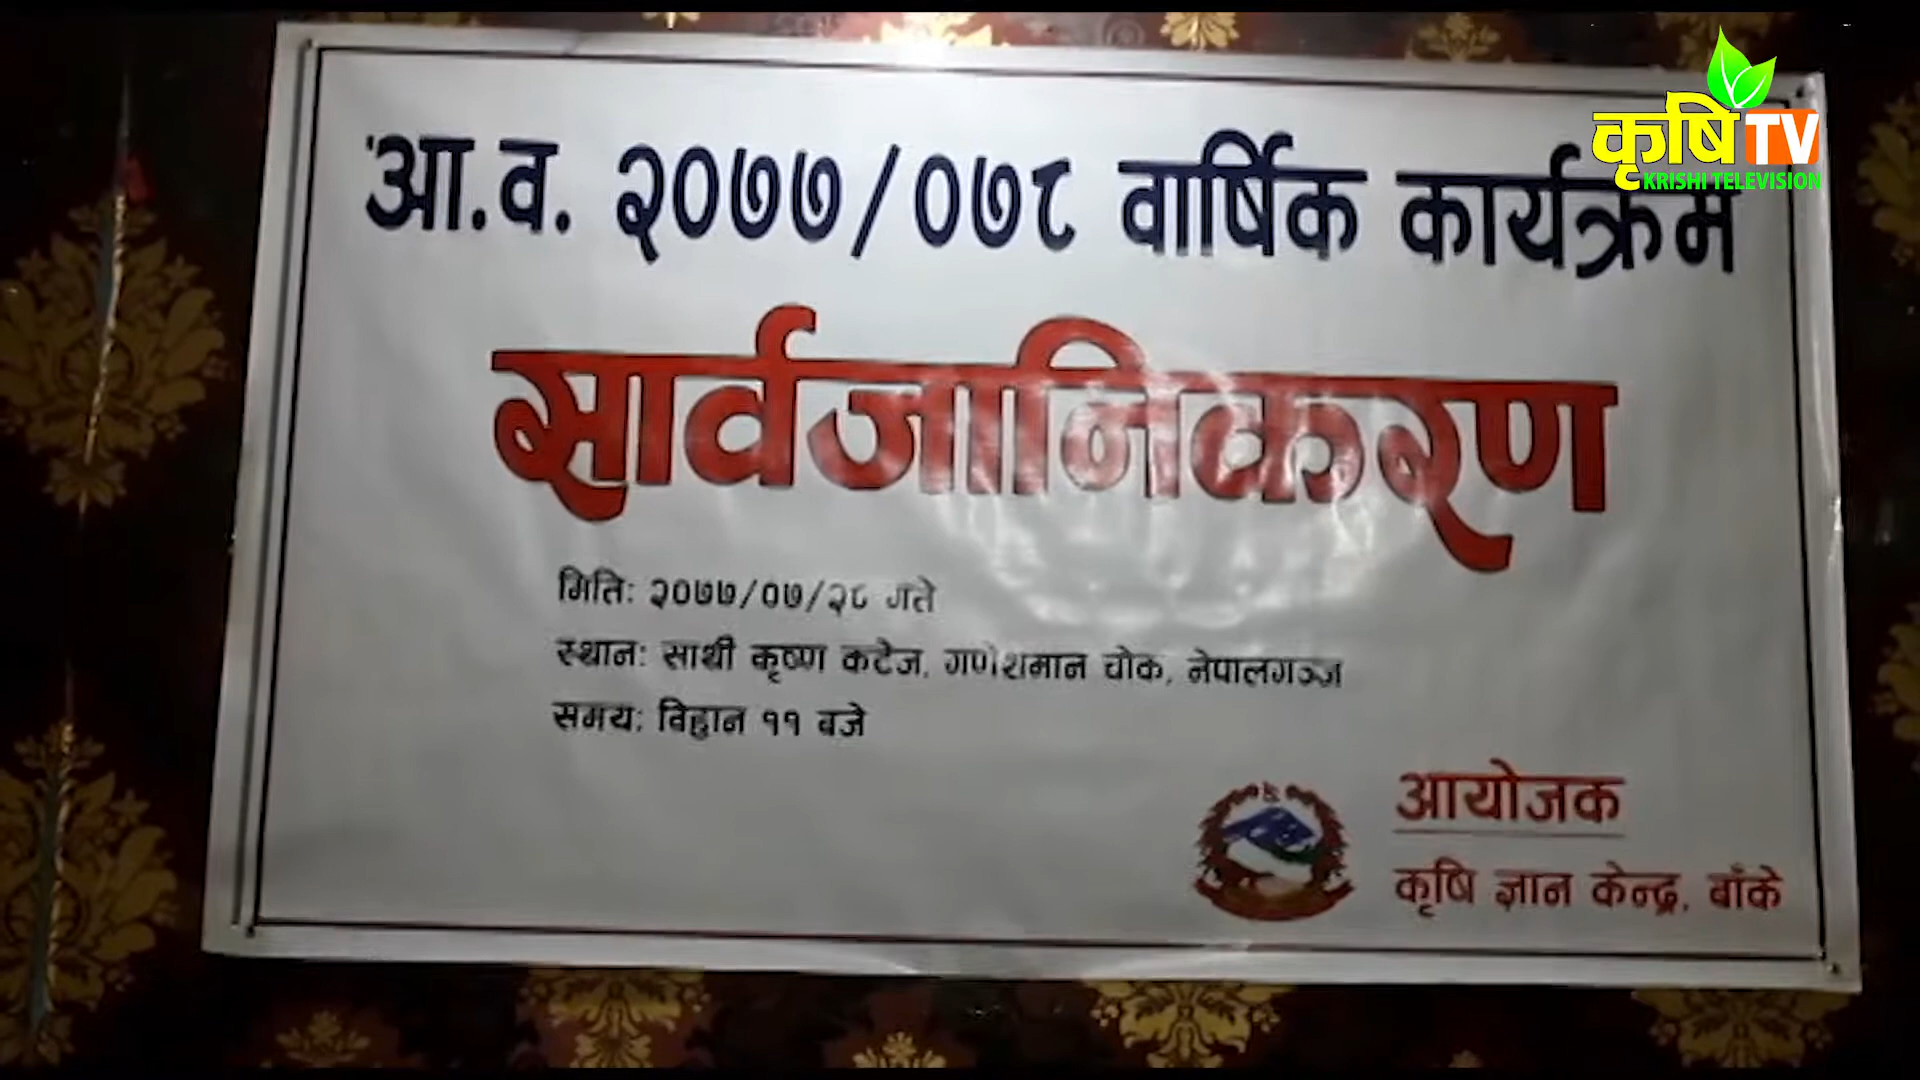 कृषि TV
KRISHI TELEVISION
आ.व. २०७७/०७८ वार्षिक कार्यक्रम
सार्वजानिकरण
मिति: २०७७/०७/२८ गते
स्थान: साथी कृष्ण कटेज, गणेशमान चोक, नेपालगञ्ज
समय: विहान ११ बजे
आयोजक
कृषि ज्ञान केन्द्र, बाँके